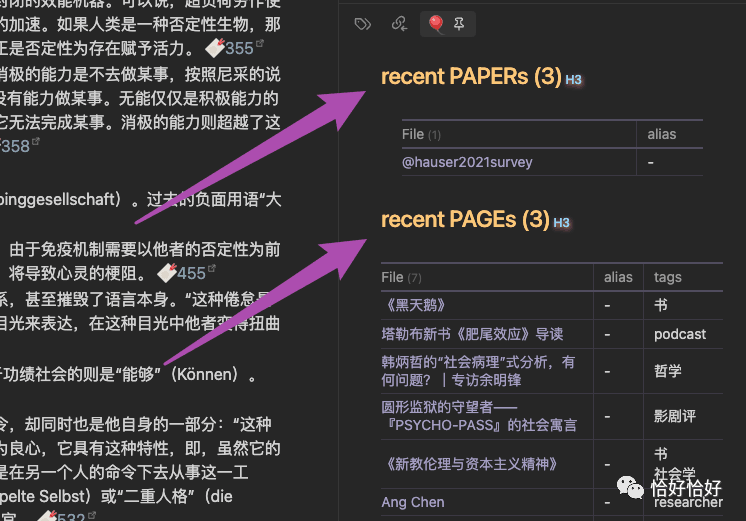 封闭的效能机器。可以说，超负荷劳作使
的加速。如果人类是一种否定性生物，那
正是否定性为存在赋予活力。 355
消极的能力是不去做某事，按照尼采的说
没有能力做某事。无能仅仅是积极能力的
它无法完成某事。消极的能力则超越了这
358
pinggesellschaft）。过去的负面用语“大
由于免疫机制需要以他者的否定性为前
将导致心灵的梗阻。 455
系，甚至摧毁了语言本身。“这种倦怠是
目光来表达，在这种目光中他者变得扭曲
于功绩社会的则是“能够”（Können）。
令，却同时也是他自身的一部分：“这种
为良心，它具有这种特性，即，虽然它的
是在另一个人的命令下去从事这一工
pelte Selbst）或“二重人格”（die
532
recent PAPERs (3) H3
File (1) alias
@hauser2021survey -
recent PAGEs (3) H3
File (7) alias tags
《黑天鹅》 - 书
塔勒布新书《肥尾效应》导读 - podcast
韩炳哲的“社会病理”式分析，有
何问题？｜专访余明锋 - 哲学
圆形监狱的守望者——
『PSYCHO-PASS』的社会寓言 - 影剧评
《新教伦理与资本主义精神》 - 书
社会学
Ang Chen - researcher
恰好恰好